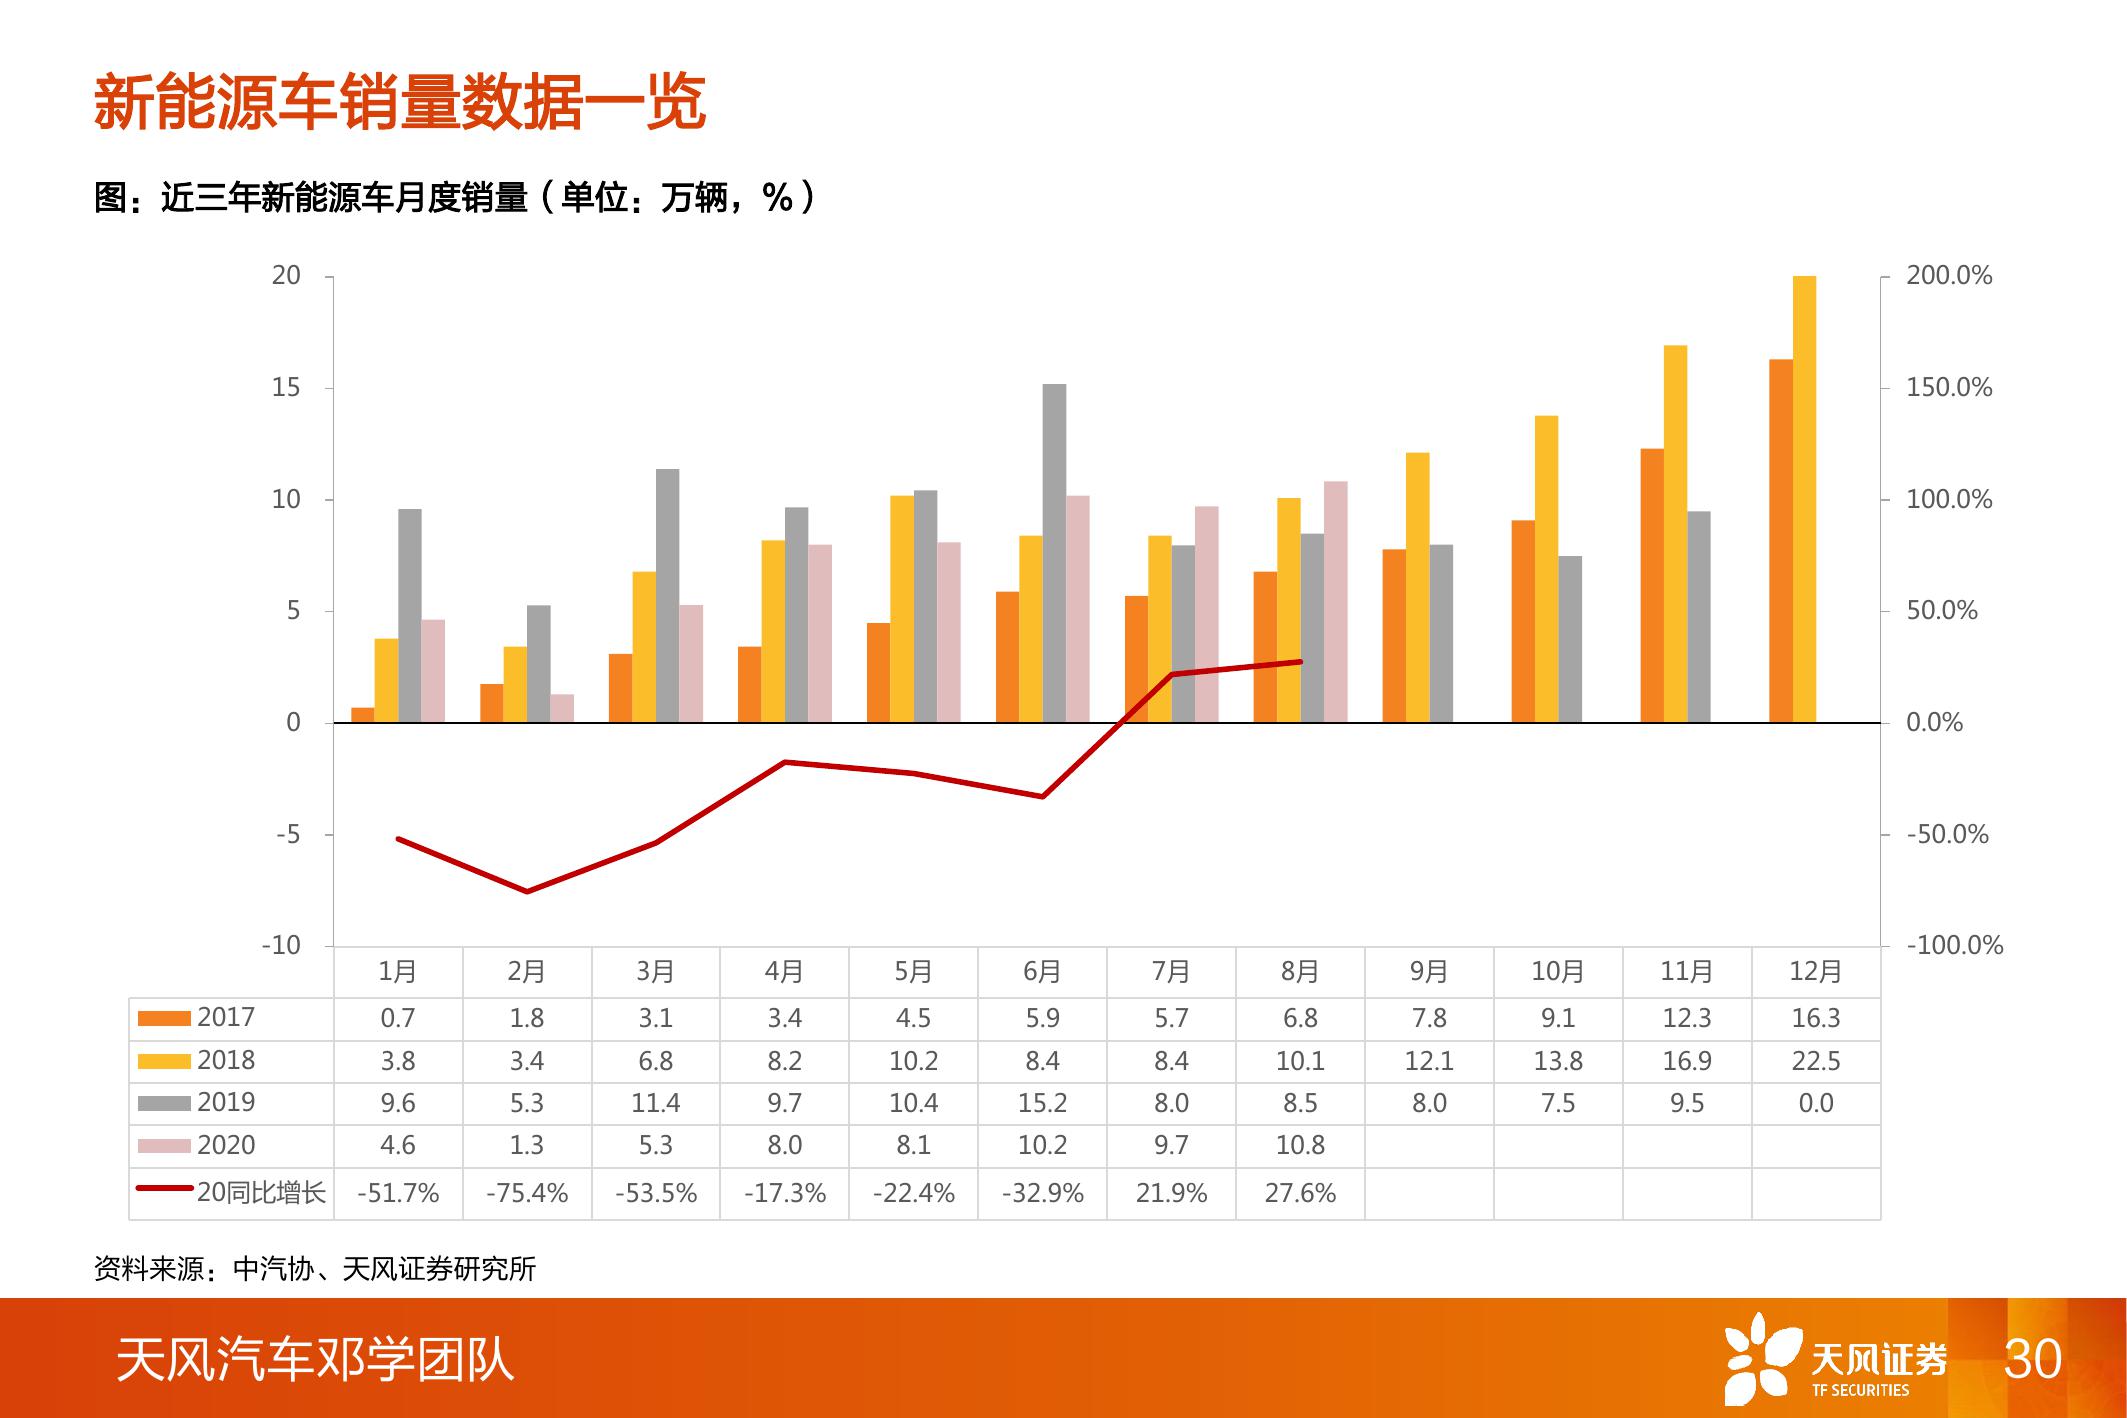 新能源车销量数据一览
图：近三年新能源车月度销量（单位：万辆，%）
20 200.0%
15 150.0%
10 100.0%
5 50.0%
0 0.0%
-5 -50.0%
-10 -100.0%
1月 2月 3月 4月 5月 6月 7月 8月 9月 10月 11月 12月
2017 0.7 1.8 3.1 3.4 4.5 5.9 5.7 6.8 7.8 9.1 12.3 16.3
2018 3.8 3.4 6.8 8.2 10.2 8.4 8.4 10.1 12.1 13.8 16.9 22.5
2019 9.6 5.3 11.4 9.7 10.4 15.2 8.0 8.5 8.0 7.5 9.5 0.0
2020 4.6 1.3 5.3 8.0 8.1 10.2 9.7 10.8
20同比增长 -51.7% -75.4% -53.5% -17.3% -22.4% -32.9% 21.9% 27.6%
资料来源：中汽协、天风证券研究所
天风汽车邓学团队
天风证券
TF SECURITIES
30